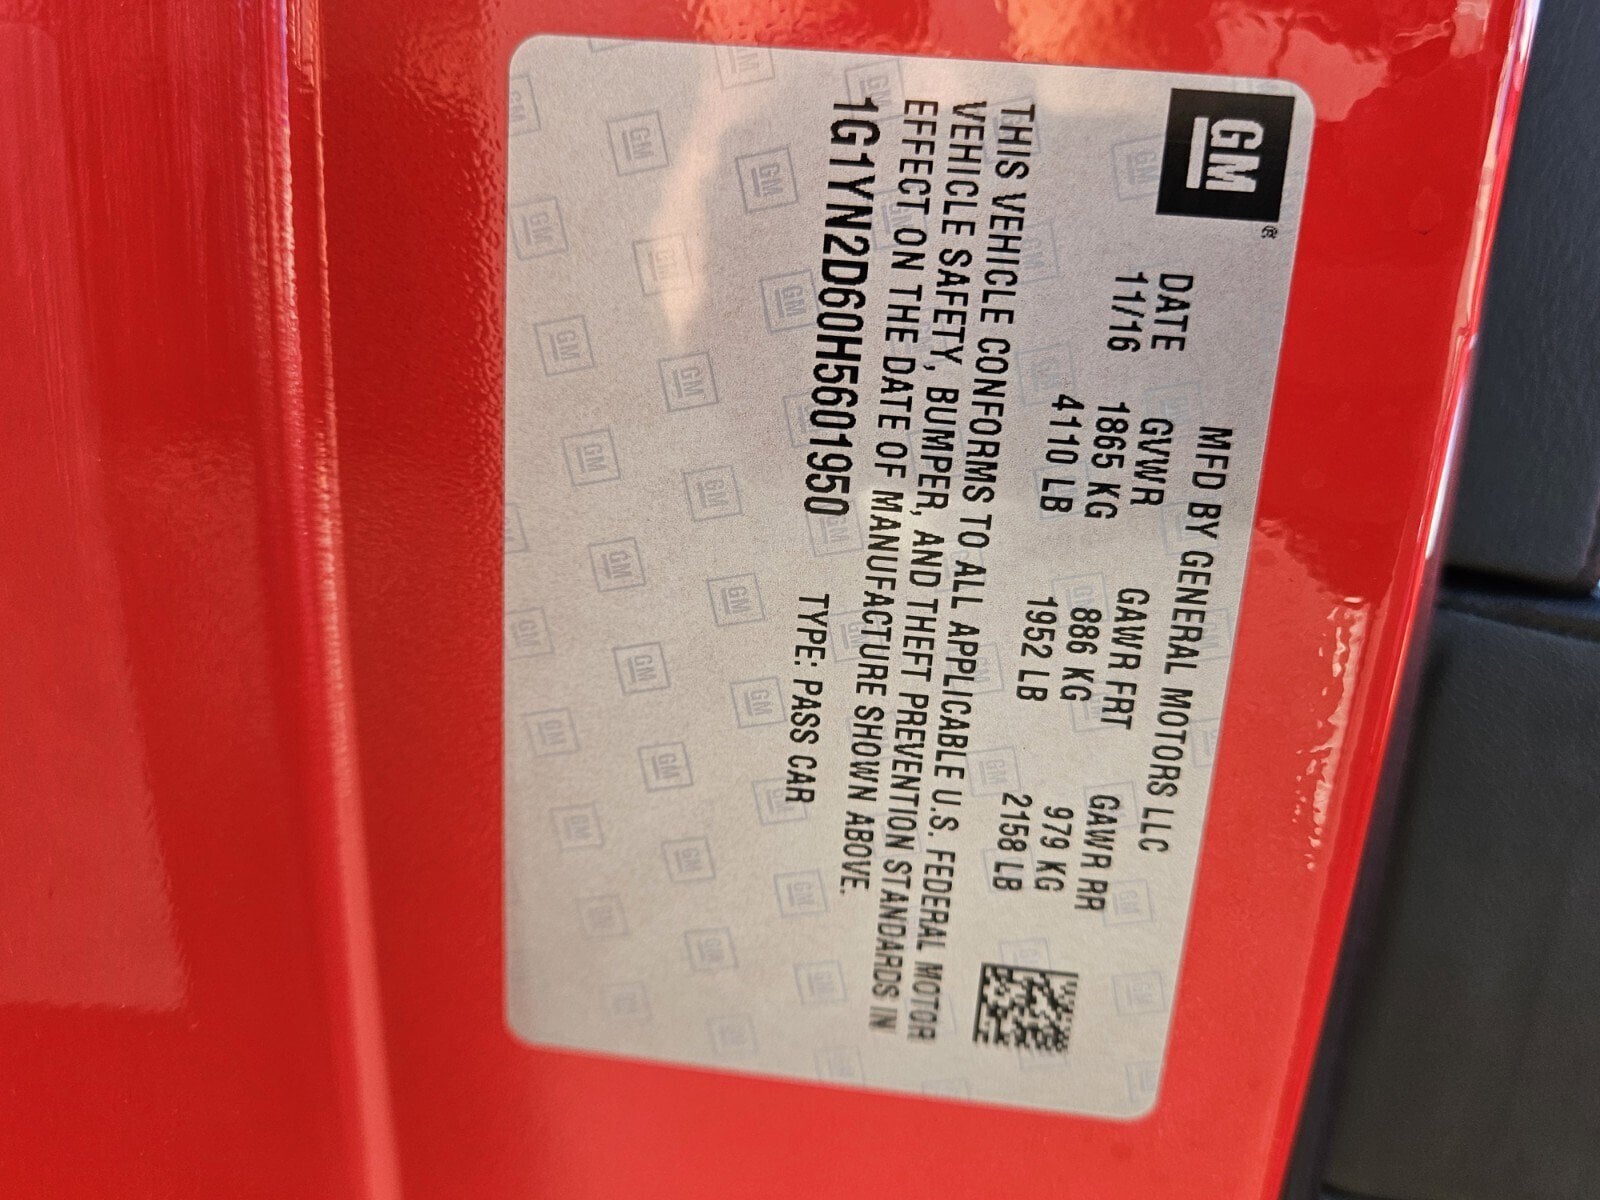 GM®
MFD BY GENERAL MOTORS LLC
DATE GVWR GAWR FRT GAWR RR
11/16 1865 KG 886 KG 979 KG
4110 LB 1952 LB 2158 LB
THIS VEHICLE CONFORMS TO ALL APPLICABLE U.S. FEDERAL MOTOR
VEHICLE SAFETY, BUMPER, AND THEFT PREVENTION STANDARDS IN
EFFECT ON THE DATE OF MANUFACTURE SHOWN ABOVE.
1G1YN2D60H5601950 TYPE: PASS CAR